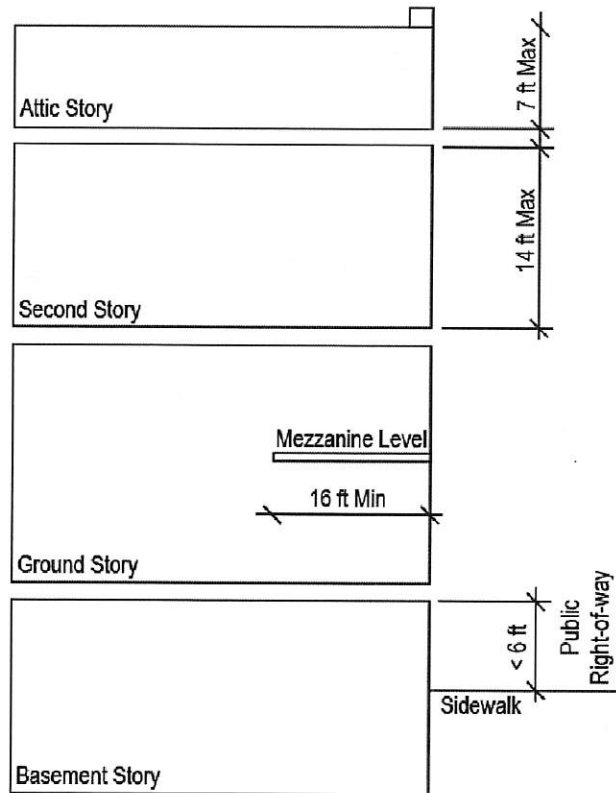 7 ft Max
Attic Story
14 ft Max
Second Story
Mezzanine Level
16 ft Min
Ground Story
< 6 ft
Public
Right-of-way
Sidewalk
Basement Story